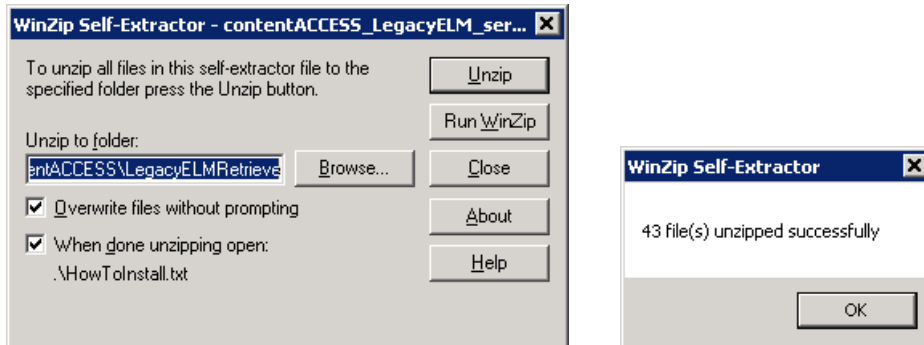 WinZip Self-Extractor - contentACCESS_LegacyELM_ser...
To unzip all files in this self-extractor file to the
specified folder press the Unzip button.
Unzip to folder:
entACCESS\LegacyELMRetrieve
Browse...
Overwrite files without prompting
When done unzipping open:
.\HowToInstall.txt
Unzip
Run WinZip
Close
About
Help
WinZip Self-Extractor
43 file(s) unzipped successfully
OK